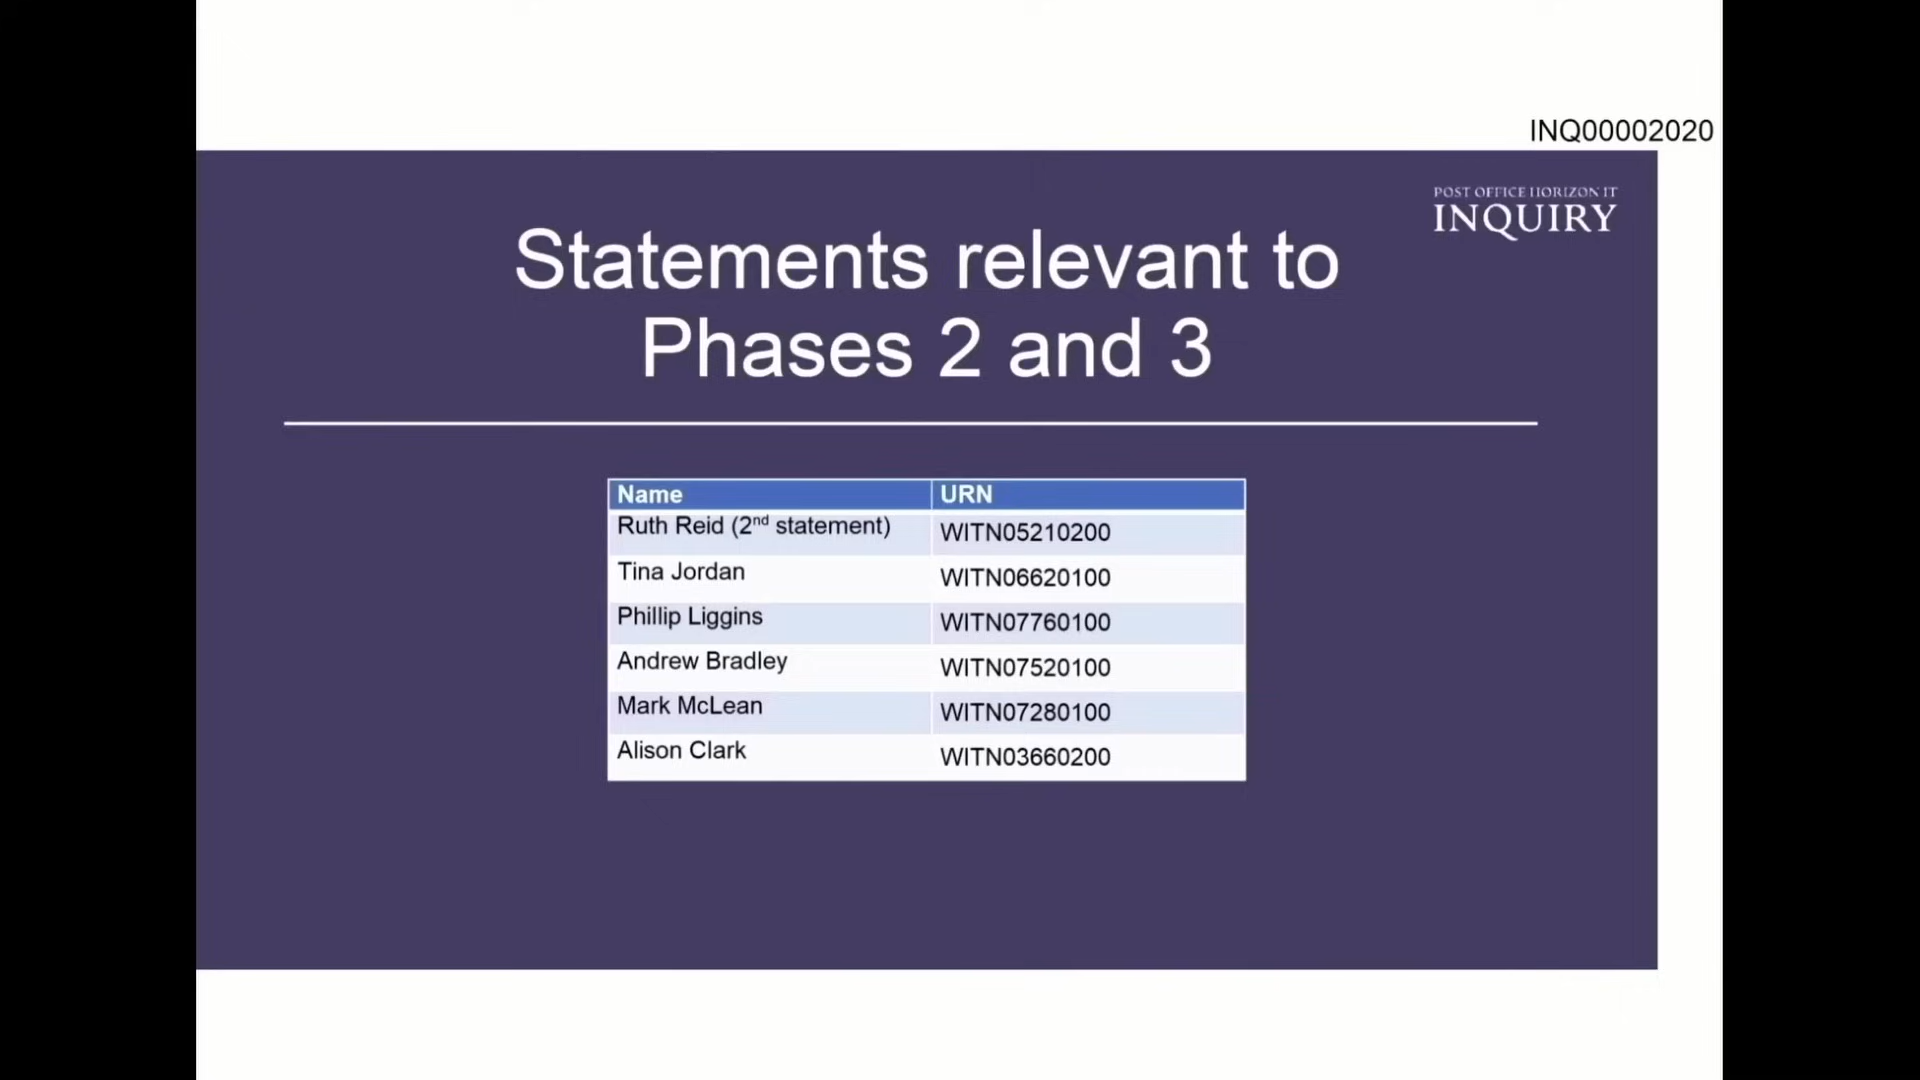 INQ00002020
POST OFFICE HORIZON IT
INQUIRY
Statements relevant to
Phases 2 and 3
Name URN
Ruth Reid (2nd statement) WITN05210200
Tina Jordan WITN06620100
Phillip Liggins WITN07760100
Andrew Bradley WITN07520100
Mark McLean WITN07280100
Alison Clark WITN03660200